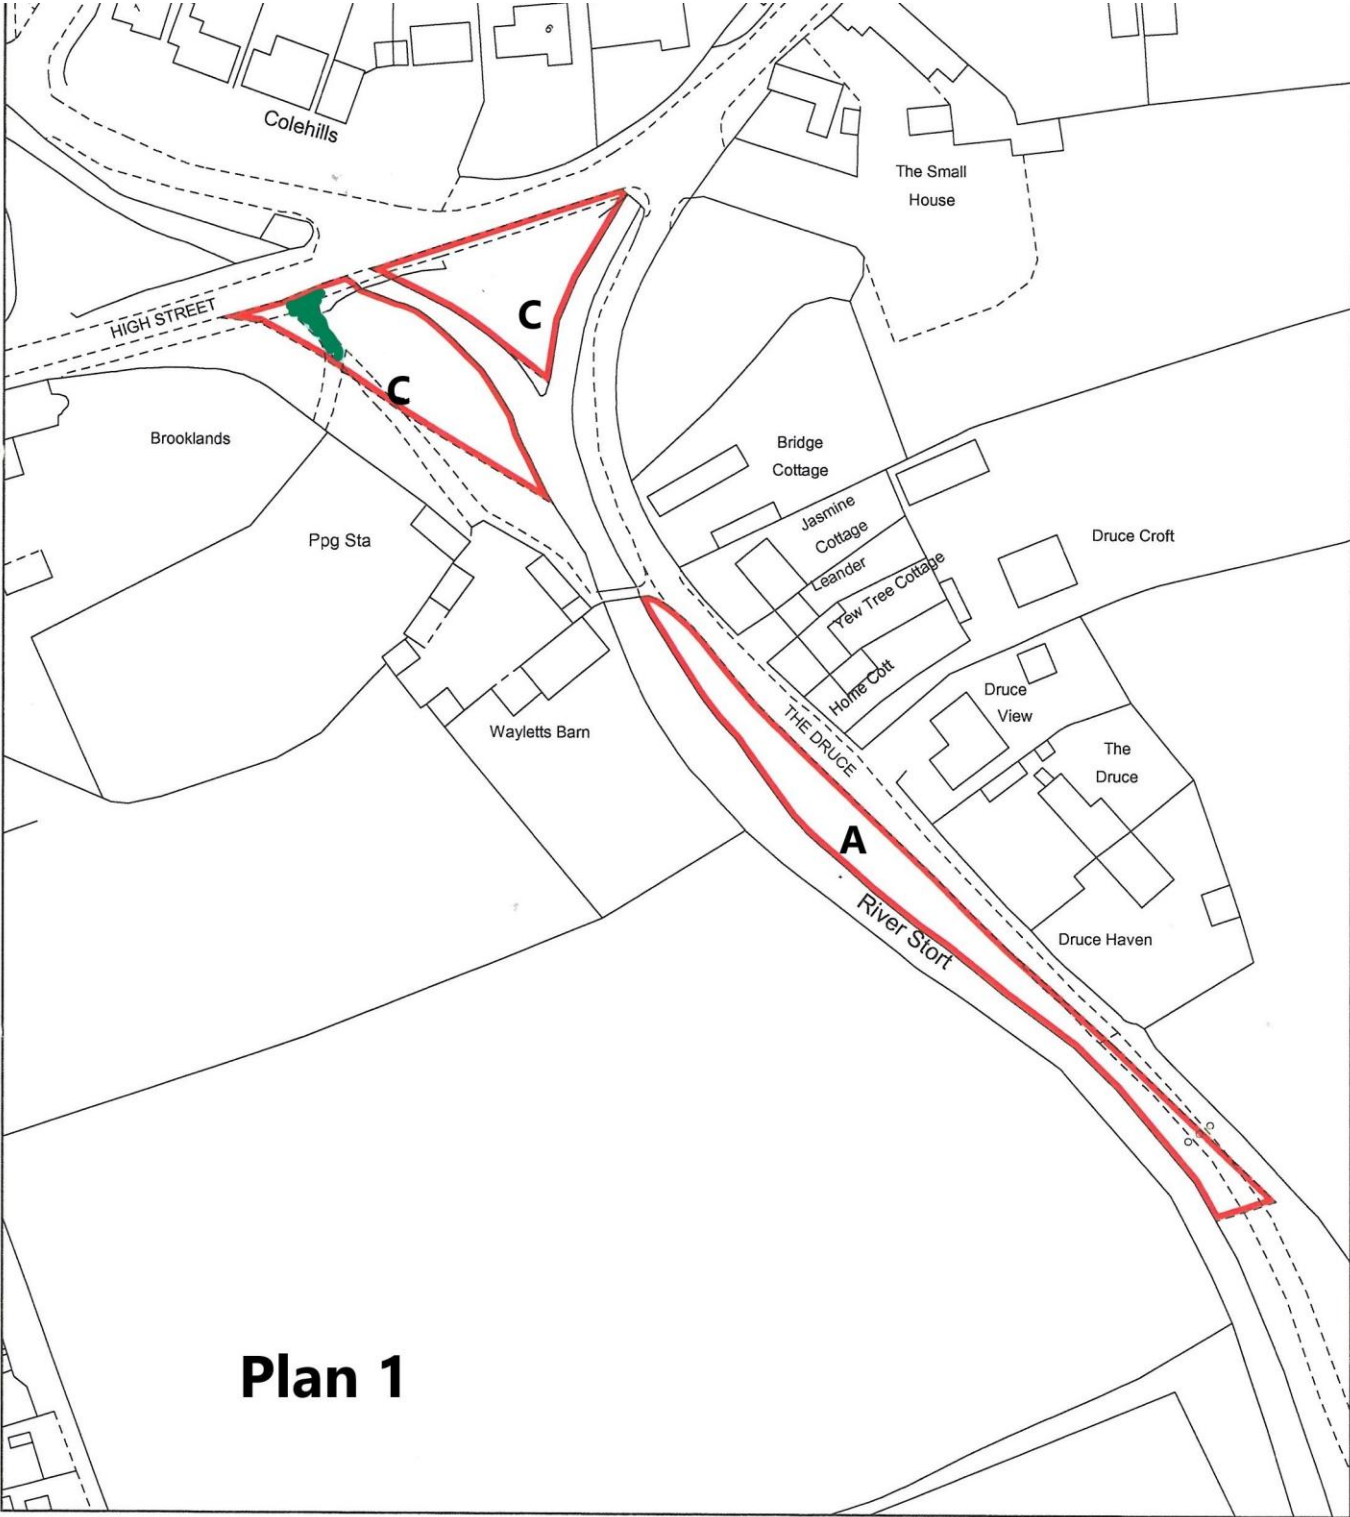 6
Colehills
The Small
House
HIGH STREET
C
C
Brooklands
Bridge
Cottage
Jasmine
Cottage
Druce Croft
Ppg Sta
Leander
Yew Tree Cottage
Home Cott
Druce
View
Wayletts Barn
THE DRUCE
The
Druce
A
River Stort
Druce Haven
Plan 1